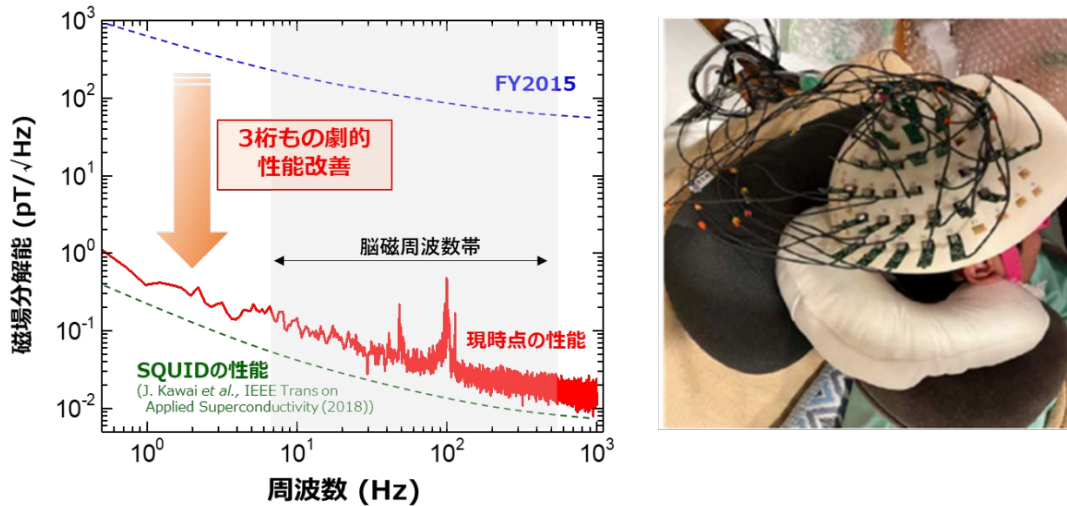 10³
10²
10¹
10⁰
10⁻¹
10⁻²
磁場分解能 (pT/√Hz)
FY2015
3桁もの劇的
性能改善
脳磁周波数帯
現時点の性能
SQUIDの性能
(J. Kawai et al., IEEE Trans on
Applied Superconductivity (2018))
10⁰
10¹
10²
10³
周波数 (Hz)